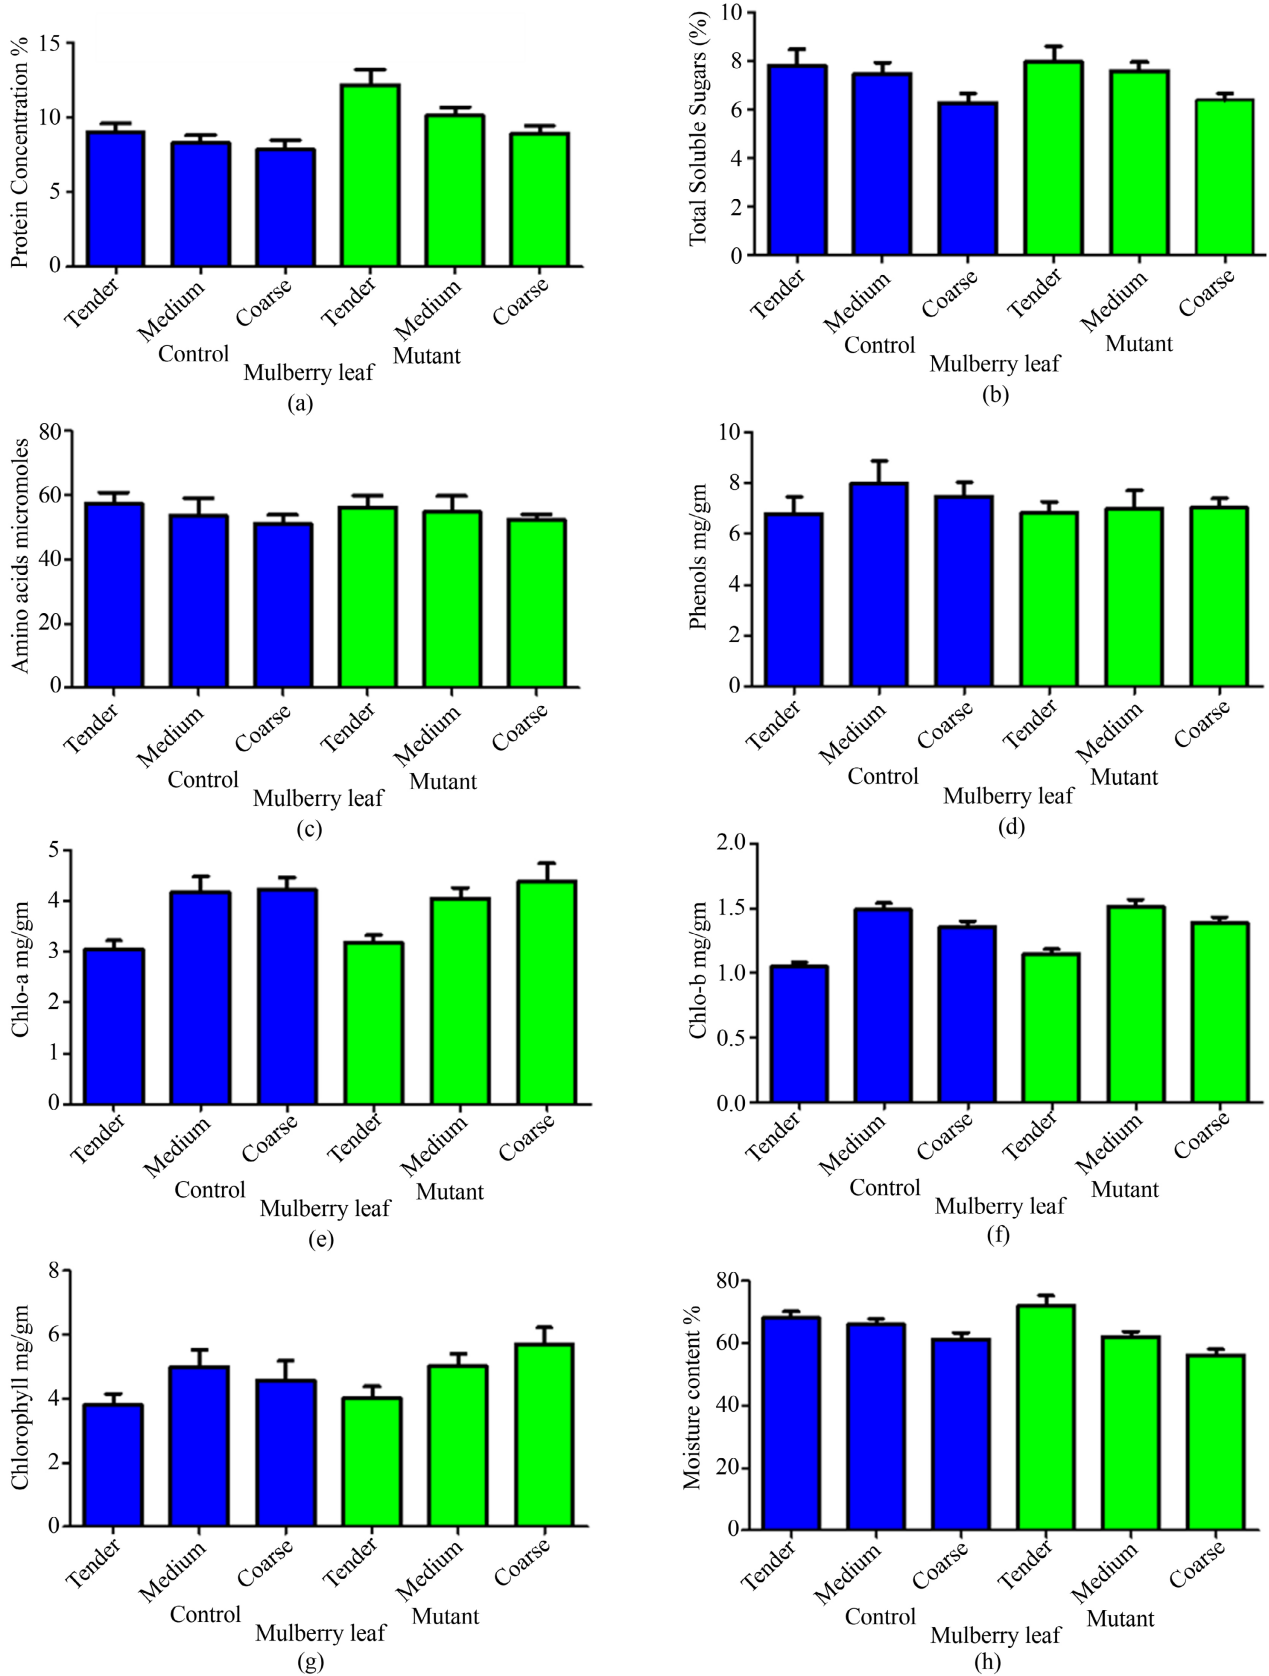 Protein Concentration %
15
10
5
0
Tender
Medium
Coarse
Tender
Medium
Coarse
Control
Mutant
Mulberry leaf
(a)
Total Soluble Sugars (%)
10
8
6
4
2
0
Tender
Medium
Coarse
Tender
Medium
Coarse
Control
Mutant
Mulberry leaf
(b)
Amino acids micromoles
80
60
40
20
0
Tender
Medium
Coarse
Tender
Medium
Coarse
Control
Mutant
Mulberry leaf
(c)
Phenols mg/gm
10
8
6
4
2
0
Tender
Medium
Coarse
Tender
Medium
Coarse
Control
Mutant
Mulberry leaf
(d)
Chlo-a mg/gm
5
4
3
2
1
0
Tender
Medium
Coarse
Tender
Medium
Coarse
Control
Mutant
Mulberry leaf
(e)
Chlo-b mg/gm
2.0
1.5
1.0
0.5
0.0
Tender
Medium
Coarse
Tender
Medium
Coarse
Control
Mutant
Mulberry leaf
(f)
Chlorophyll mg/gm
8
6
4
2
0
Tender
Medium
Coarse
Tender
Medium
Coarse
Control
Mutant
Mulberry leaf
(g)
Moisture content %
80
60
40
20
0
Tender
Medium
Coarse
Tender
Medium
Coarse
Control
Mutant
Mulberry leaf
(h)